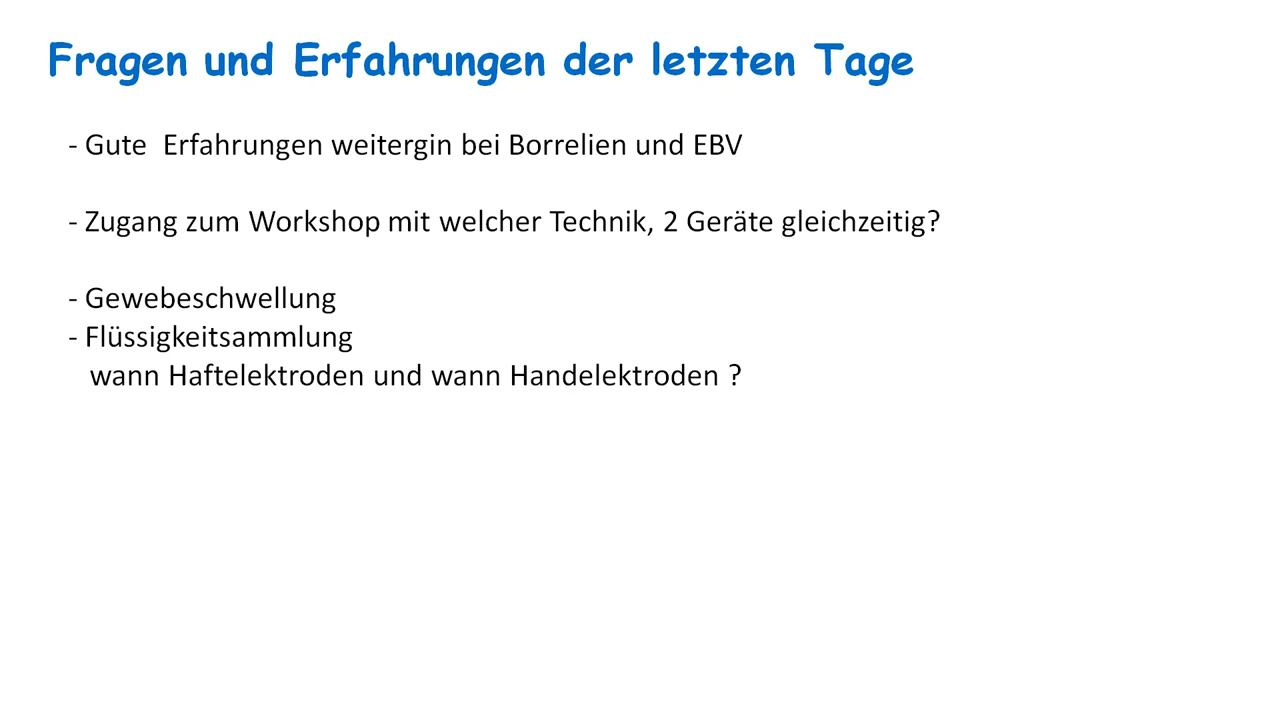 Fragen und Erfahrungen der letzten Tage
- Gute  Erfahrungen weitergin bei Borrelien und EBV
- Zugang zum Workshop mit welcher Technik, 2 Geräte gleichzeitig?
- Gewebeschwellung
- Flüssigkeitsammlung
wann Haftelektroden und wann Handelektroden ?